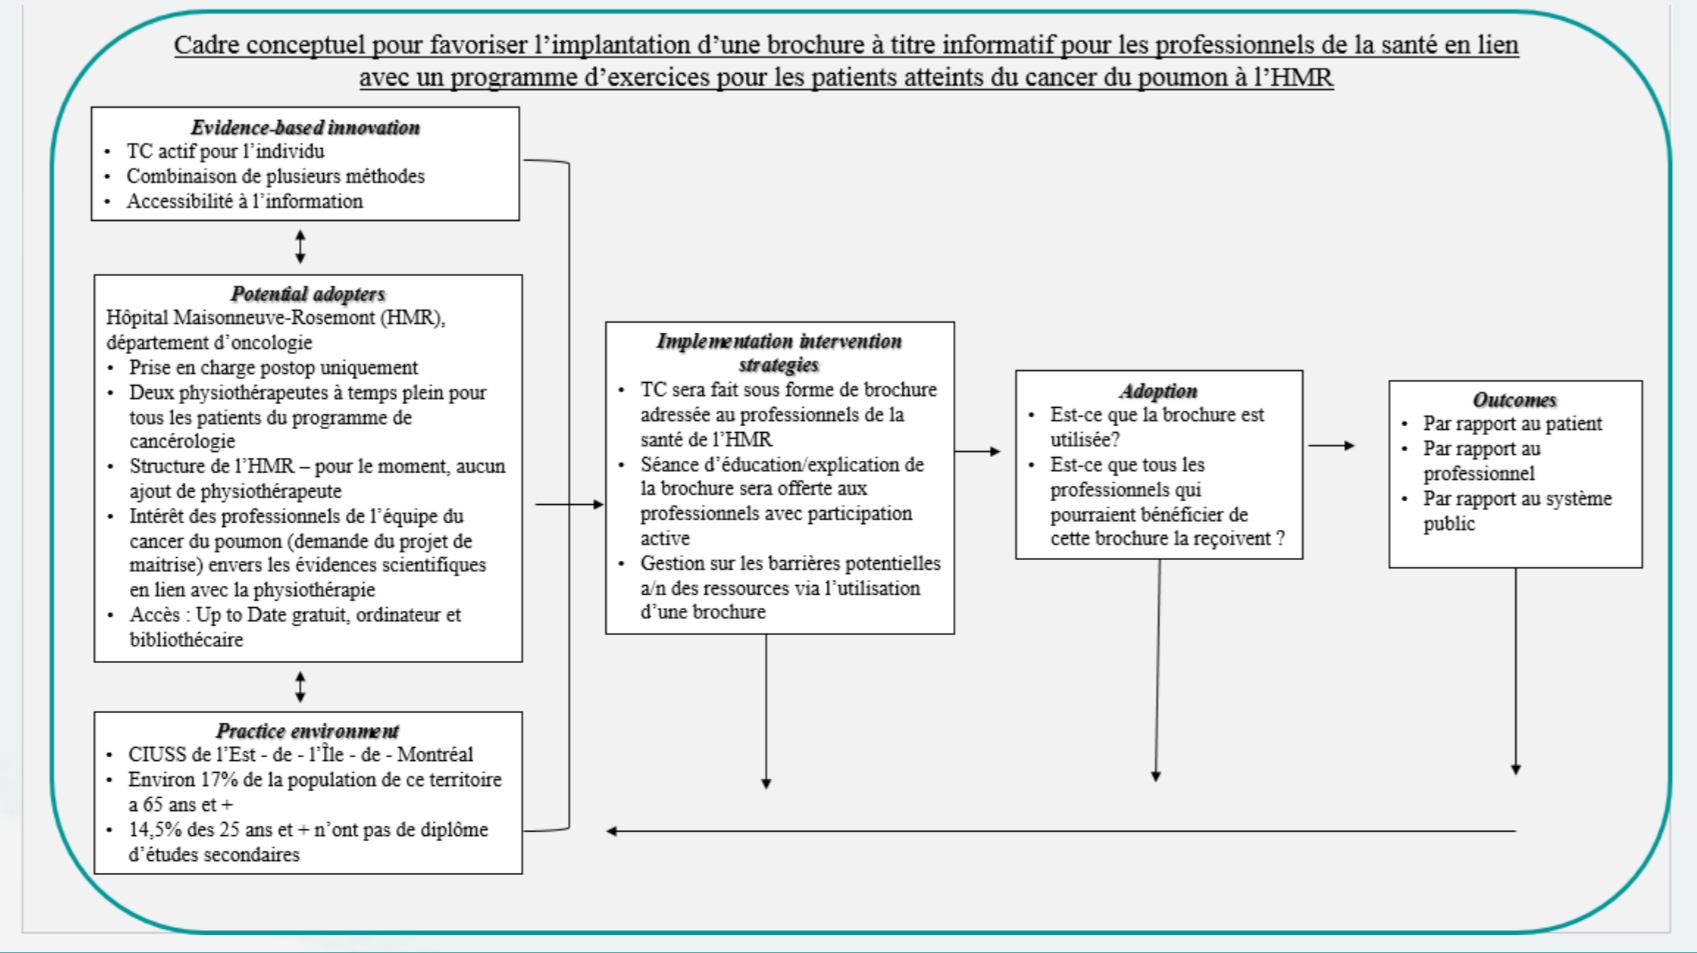 Cadre conceptuel pour favoriser l’implantation d’une brochure à titre informatif pour les professionnels de la santé en lien
avec un programme d’exercices pour les patients atteints du cancer du poumon à l’HMR
Evidence-based innovation
• TC actif pour l’individu
• Combinaison de plusieurs méthodes
• Accessibilité à l’information
Potential adopters
Hôpital Maisonneuve-Rosemont (HMR),
département d’oncologie
• Prise en charge postop uniquement
• Deux physiothérapeutes à temps plein pour
tous les patients du programme de
cancérologie
• Structure de l’HMR – pour le moment, aucun
ajout de physiothérapeute
• Intérêt des professionnels de l’équipe du
cancer du poumon (demande du projet de
maitrise) envers les évidences scientifiques
en lien avec la physiothérapie
• Accès : Up to Date gratuit, ordinateur et
bibliothécaire
Practice environment
• CIUSS de l’Est - de - l’Île - de - Montréal
• Environ 17% de la population de ce territoire
a 65 ans et +
• 14,5% des 25 ans et + n’ont pas de diplôme
d’études secondaires
Implementation intervention
strategies
• TC sera fait sous forme de brochure
adressée au professionnels de la
santé de l’HMR
• Séance d’éducation/explication de
la brochure sera offerte aux
professionnels avec participation
active
• Gestion sur les barrières potentielles
a/n des ressources via l’utilisation
d’une brochure
Adoption
• Est-ce que la brochure est
utilisée?
• Est-ce que tous les
professionnels qui
pourraient bénéficier de
cette brochure la reçoivent ?
Outcomes
• Par rapport au patient
• Par rapport au
professionnel
• Par rapport au système
public